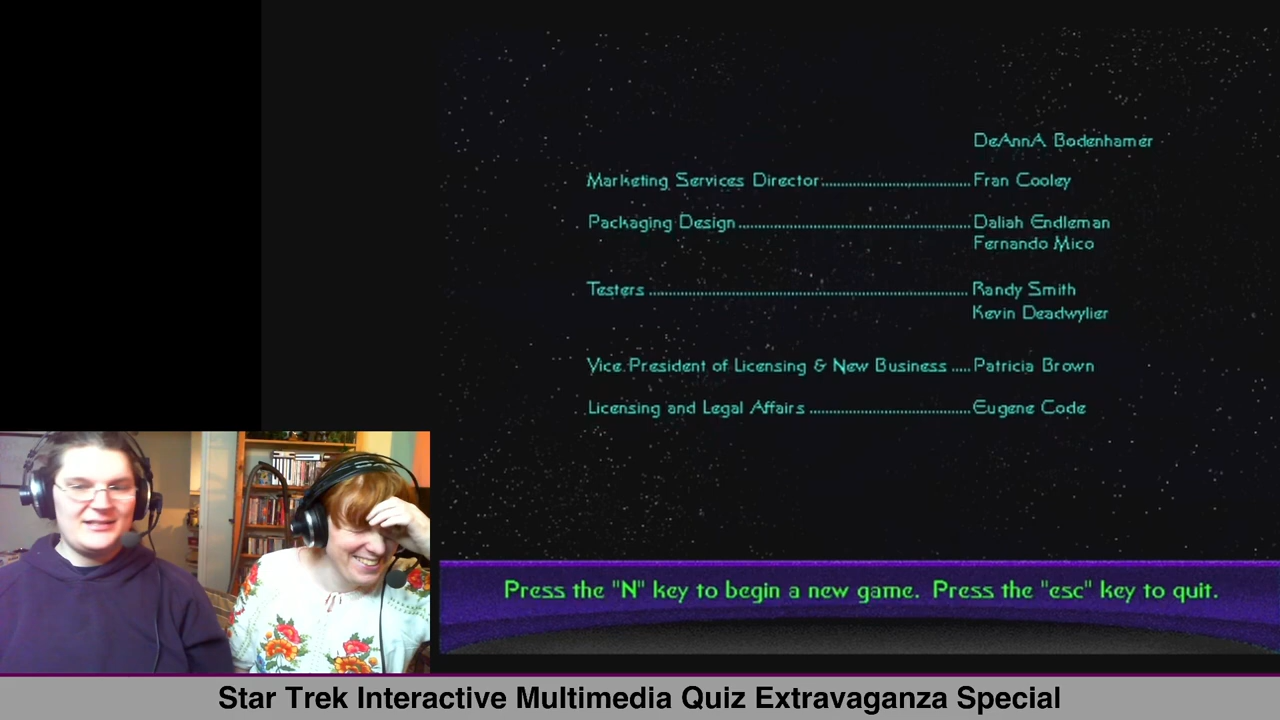 DeAnnA Bodenhamer
Marketing Services Director..................................Fran Cooley
Packaging Design.....................................................Daliah Endleman
Fernando Mico
Testers........................................................................Randy Smith
Kevin Deadwylier
Vice President of Licensing & New Business.....Patricia Brown
Licensing and Legal Affairs....................................Eugene Code
Press the "N" key to begin a new game. Press the "esc" key to quit.
Star Trek Interactive Multimedia Quiz Extravaganza Special